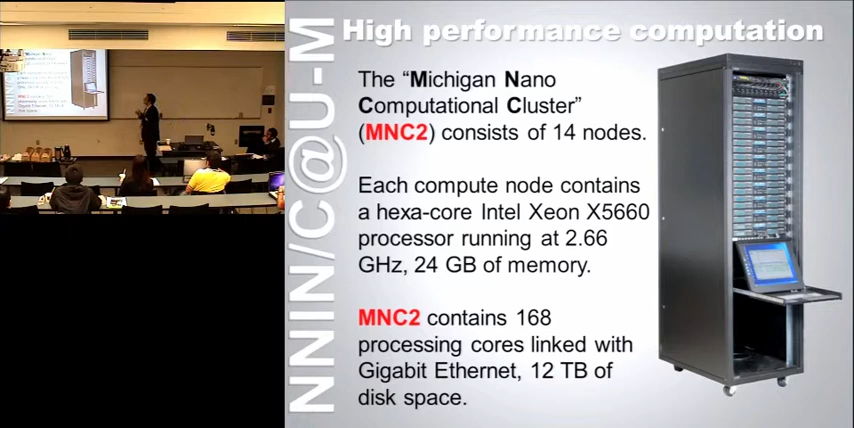 High performance computation
NNIN/C@U-M
The “Michigan Nano
Computational Cluster”
(MNC2) consists of 14 nodes.
Each compute node contains
a hexa-core Intel Xeon X5660
processor running at 2.66
GHz, 24 GB of memory.
MNC2 contains 168
processing cores linked with
Gigabit Ethernet, 12 TB of
disk space.